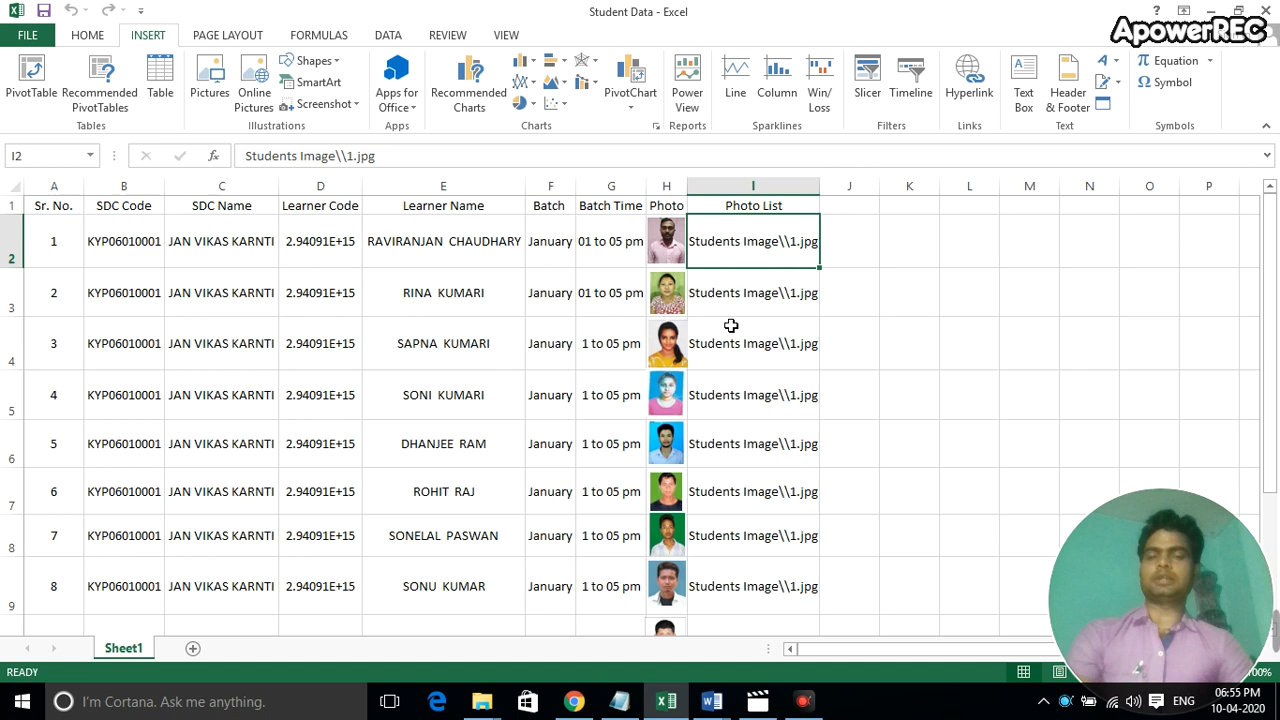 Student Data - Excel
ApowerREC
FILE HOME INSERT PAGE LAYOUT FORMULAS DATA REVIEW VIEW
PivotTable Recommended PivotTables Table
Pictures Online Pictures Shapes SmartArt Screenshot
Apps for Office
Recommended Charts PivotChart
Power View
Line Column Win/Loss
Slicer Timeline
Hyperlink
Text Box Header & Footer
Equation Symbol
Tables Illustrations Apps Charts Reports Sparklines Filters Links Text Symbols
I2 fx Students Image\\1.jpg
A B C D E F G H I J K L M N O P
1 Sr. No. SDC Code SDC Name Learner Code Learner Name Batch Batch Time Photo Photo List
2 1 KYP06010001 JAN VIKAS KARNTI 2.94091E+15 RAVIRANJAN CHAUDHARY January 01 to 05 pm Students Image\\1.jpg
3 2 KYP06010001 JAN VIKAS KARNTI 2.94091E+15 RINA KUMARI January 01 to 05 pm Students Image\\1.jpg
4 3 KYP06010001 JAN VIKAS KARNTI 2.94091E+15 SAPNA KUMARI January 1 to 05 pm Students Image\\1.jpg
5 4 KYP06010001 JAN VIKAS KARNTI 2.94091E+15 SONI KUMARI January 1 to 05 pm Students Image\\1.jpg
6 5 KYP06010001 JAN VIKAS KARNTI 2.94091E+15 DHANJEE RAM January 1 to 05 pm Students Image\\1.jpg
7 6 KYP06010001 JAN VIKAS KARNTI 2.94091E+15 ROHIT RAJ January 1 to 05 pm Students Image\\1.jpg
8 7 KYP06010001 JAN VIKAS KARNTI 2.94091E+15 SONELAL PASWAN January 1 to 05 pm Students Image\\1.jpg
9 8 KYP06010001 JAN VIKAS KARNTI 2.94091E+15 SONU KUMAR January 1 to 05 pm Students Image\\1.jpg
Sheet1
READY 100%
I'm Cortana. Ask me anything. ENG 06:55 PM
10-04-2020